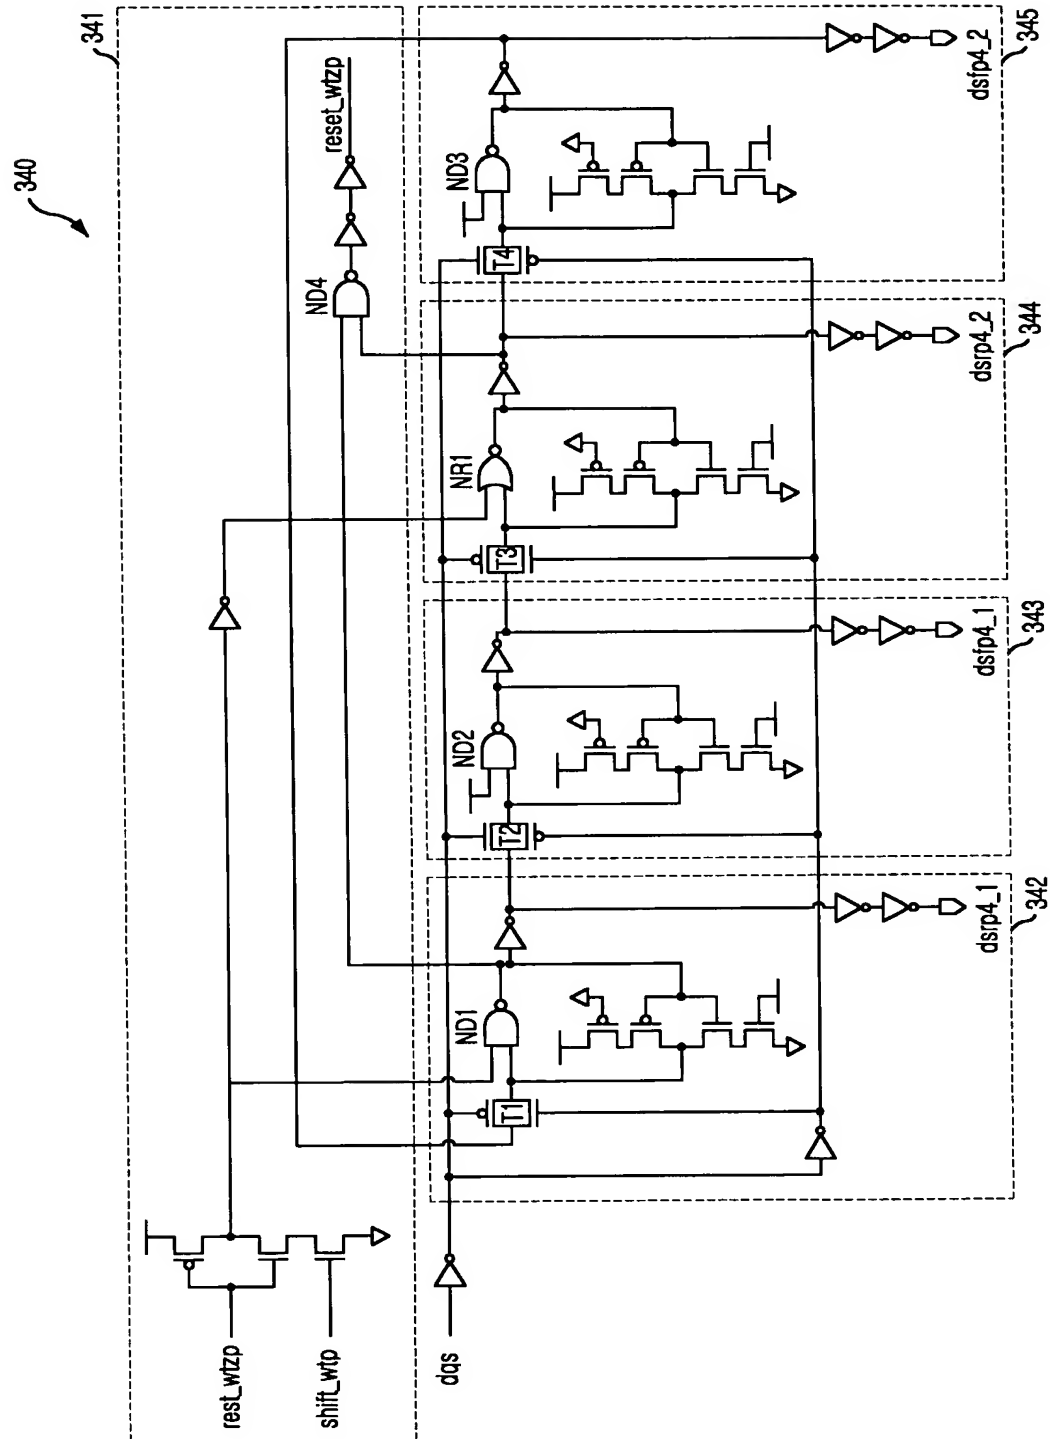 340
341
rest_wtzp
shift_wtp
reset_wtzp
ND4
dqs
T1
ND1
dsrp4_1
342
T2
ND2
dsfp4_1
343
T3
NR1
dsrp4_2
344
T4
ND3
dsfp4_2
345